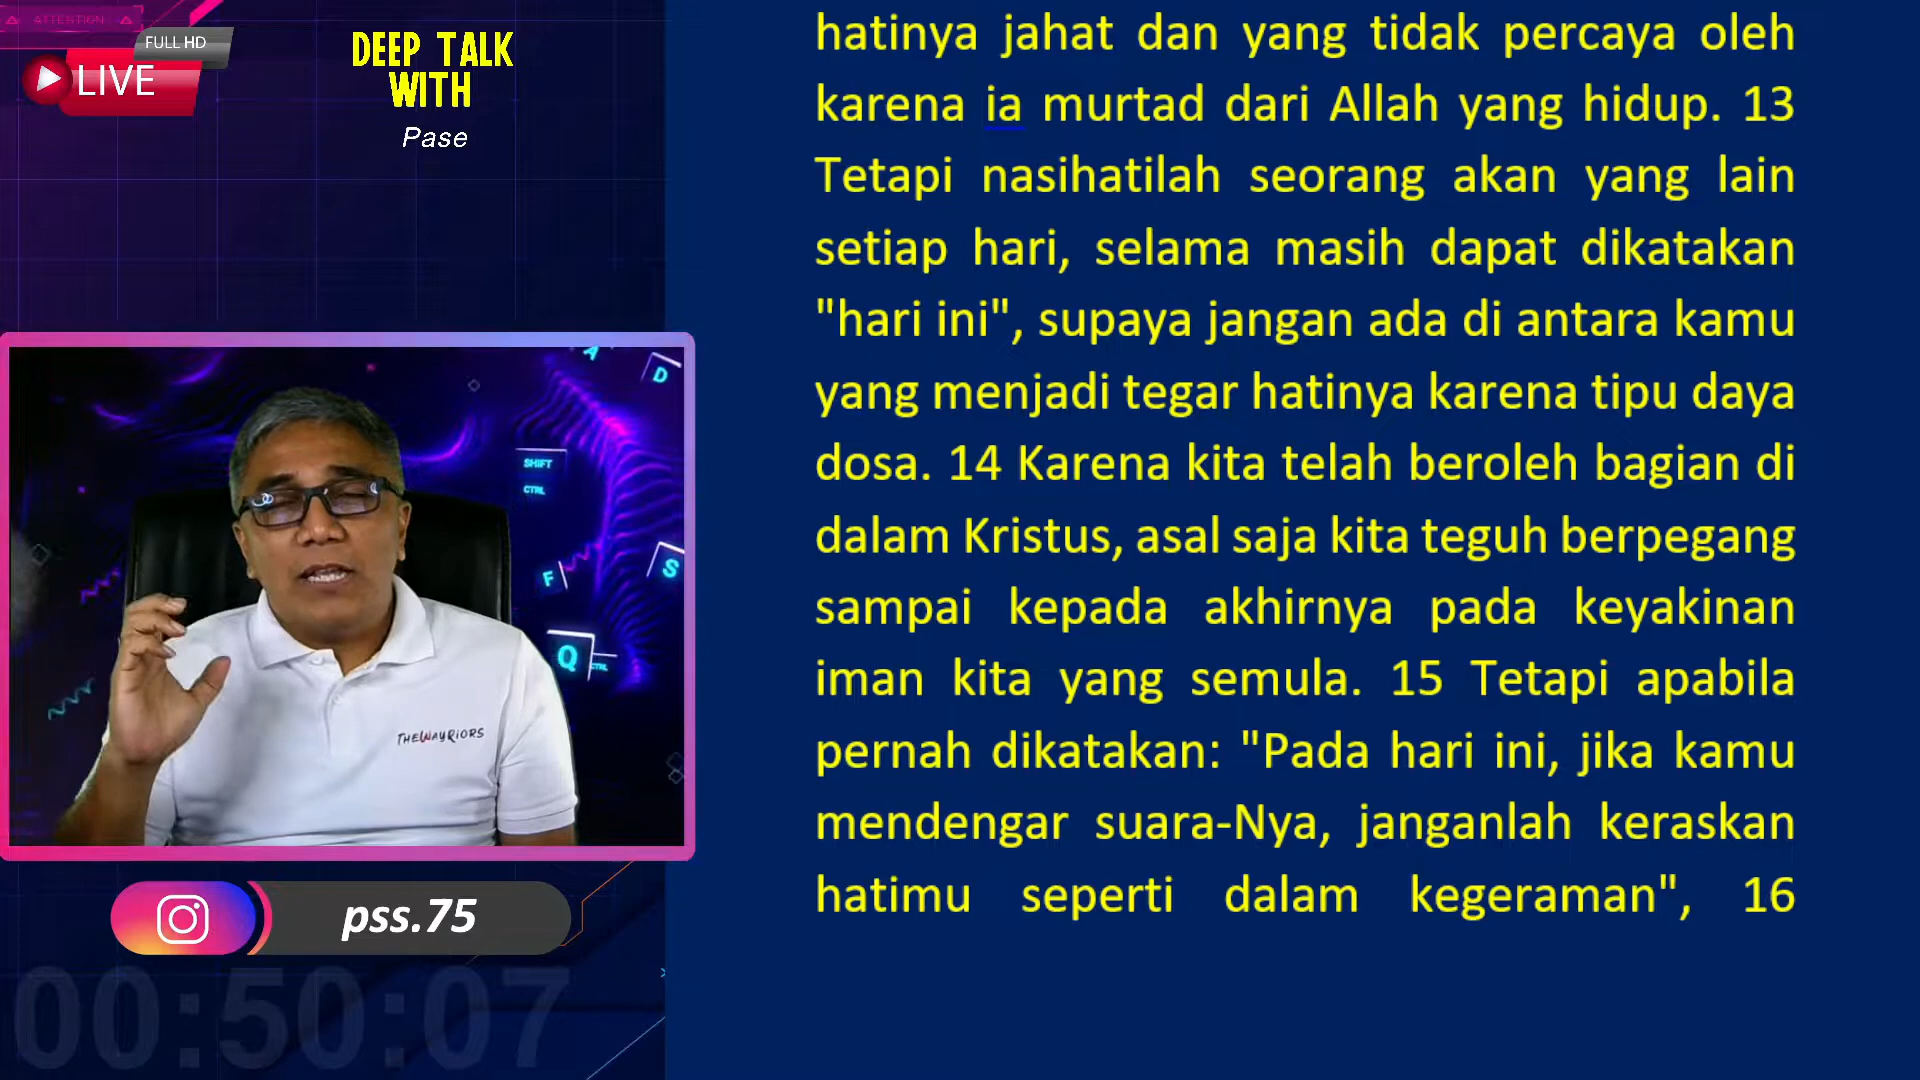 ATTENTION
FULL HD
LIVE
DEEP TALK
WITH
Pase
hatinya jahat dan yang tidak percaya oleh
karena ia murtad dari Allah yang hidup. 13
Tetapi nasihatilah seorang akan yang lain
setiap hari, selama masih dapat dikatakan
"hari ini", supaya jangan ada di antara kamu
yang menjadi tegar hatinya karena tipu daya
dosa. 14 Karena kita telah beroleh bagian di
dalam Kristus, asal saja kita teguh berpegang
sampai kepada akhirnya pada keyakinan
iman kita yang semula. 15 Tetapi apabila
pernah dikatakan: "Pada hari ini, jika kamu
mendengar suara-Nya, janganlah keraskan
hatimu seperti dalam kegeraman", 16
A
D
SHIFT
CTRL
F
S
Q
CTRL
THEWAYRIORS
pss.75
00:50:07